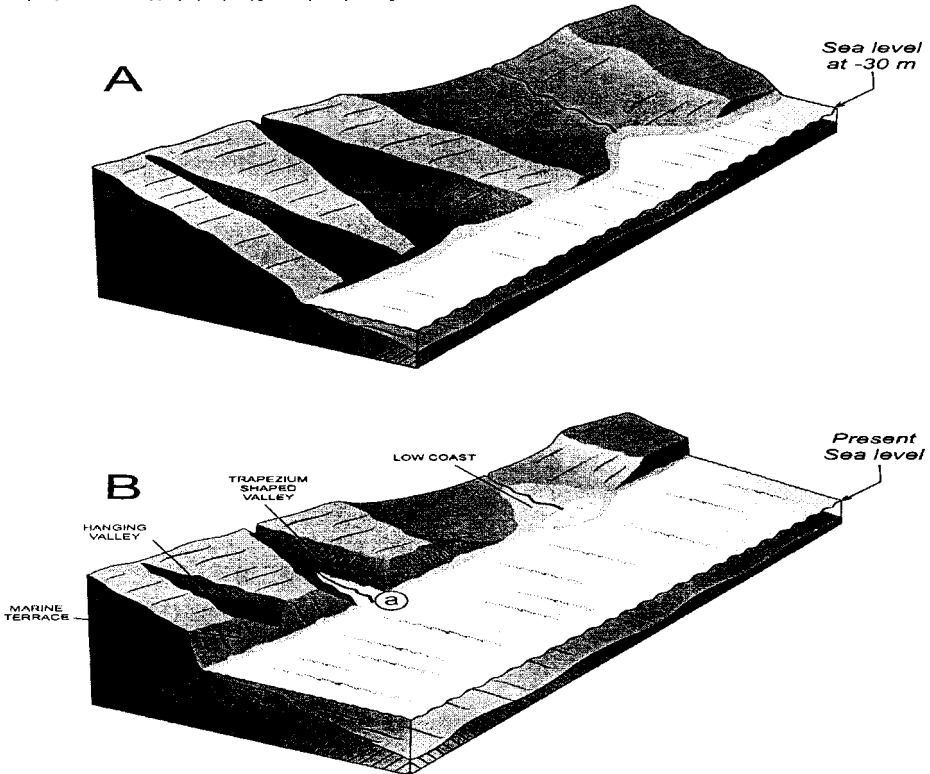 A
Sea level
at -30 m
B
LOW COAST
TRAPEZIUM
SHAPED
VALLEY
HANGING
VALLEY
MARINE
TERRACE
a
Present
Sea level